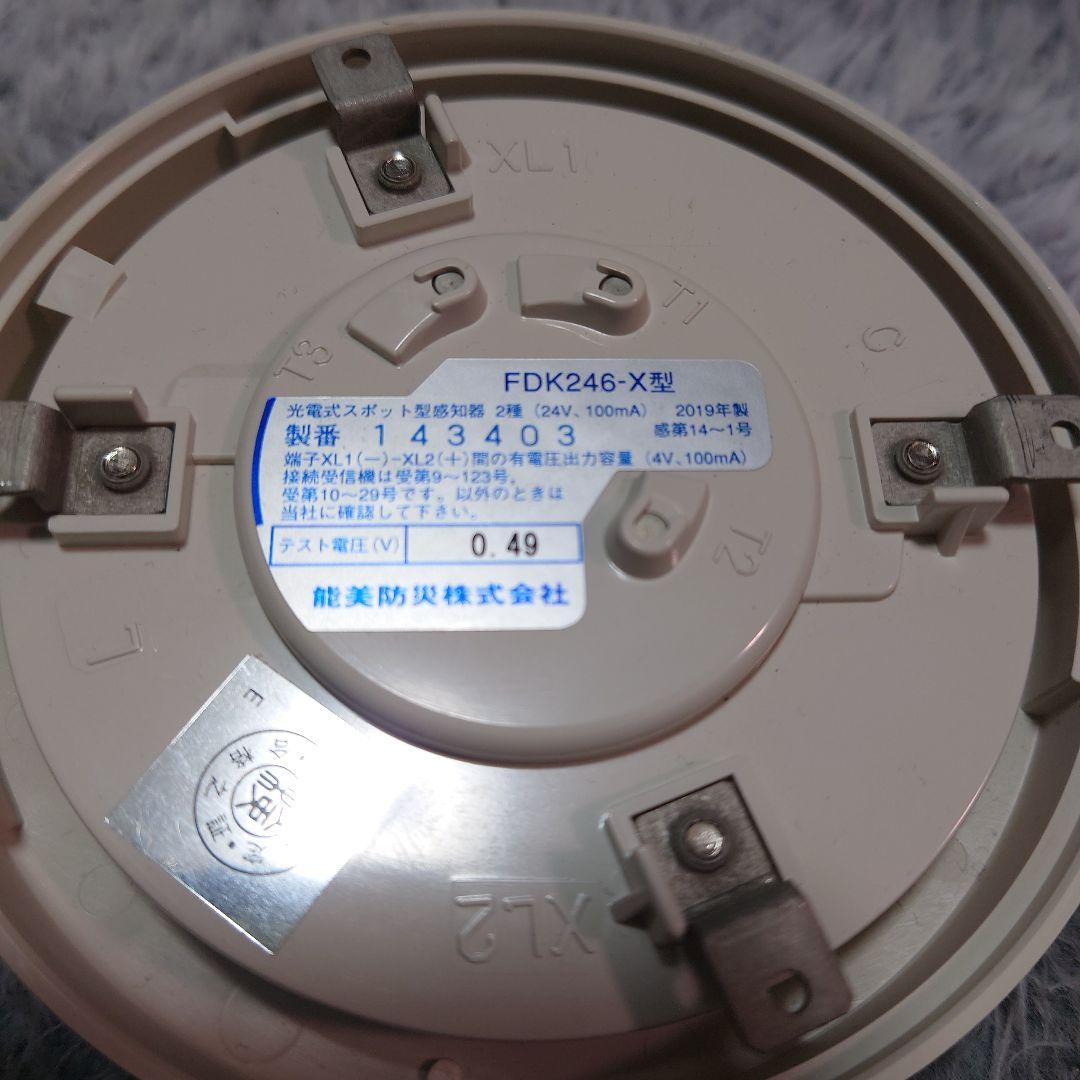 XL1
T1
T3
C
FDK246-X型
光電式スポット型感知器 2種 (24V、100mA) 2019年製
製番 143403 感第14〜1号
端子XL1(−)-XL2(+)間の有電圧出力容量 (4V、100mA)
接続受信機は受第9〜123号。
受第10〜29号です。以外のときは
当社に確認して下さい。
テスト電圧(V) 0.49
能美防災株式会社
T2
L
E
合格之
検
XL2